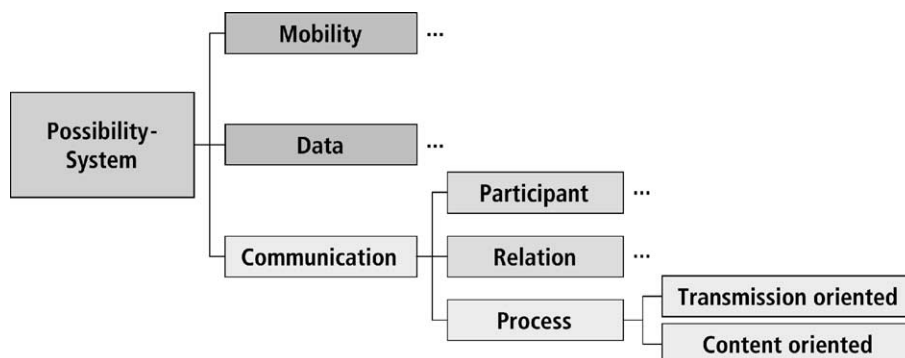 Mobility ...
Possibility-
System
Data ...
Participant ...
Communication
Relation ...
Process
Transmission oriented
Content oriented